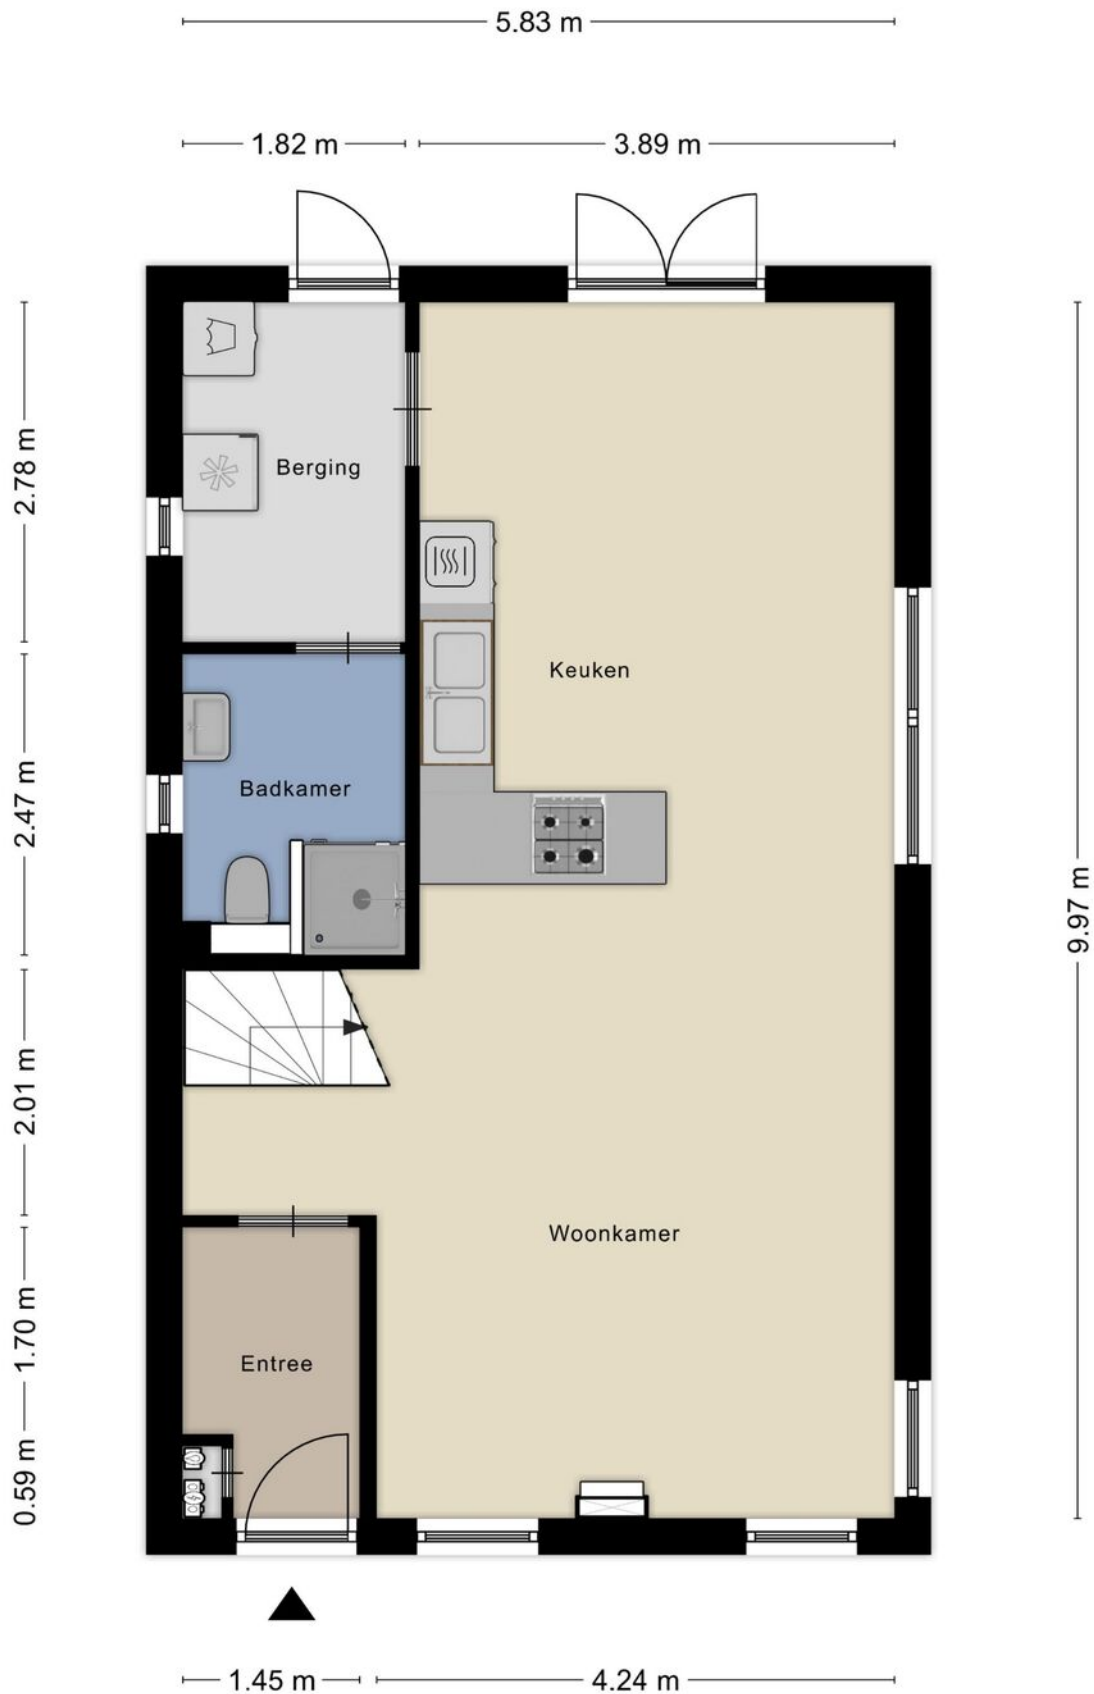 5.83 m
1.82 m
3.89 m
2.78 m
Berging
Keuken
2.47 m
Badkamer
9.97 m
2.01 m
Woonkamer
1.70 m
Entree
0.59 m
1.45 m
4.24 m